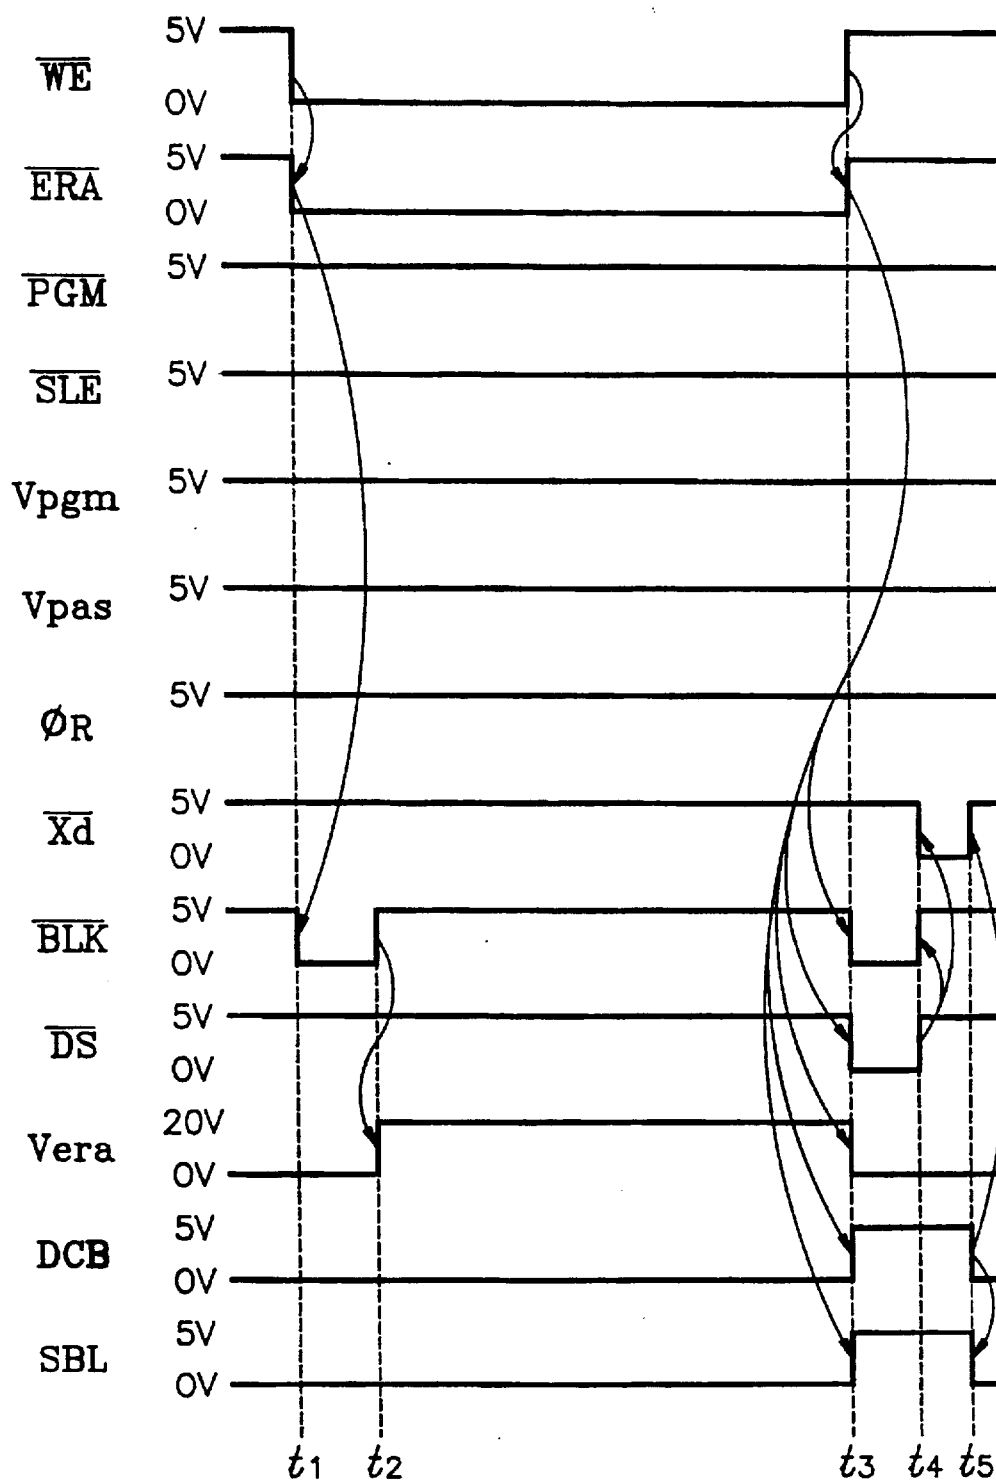 5V
WE
0V
5V
ERA
0V
5V
PGM
5V
SLE
5V
Vpgm
5V
Vpas
5V
ØR
5V
Xd
0V
5V
BLK
0V
5V
DS
0V
20V
Vera
0V
5V
DCB
0V
5V
SBL
0V
t1 t2 t3 t4 t5